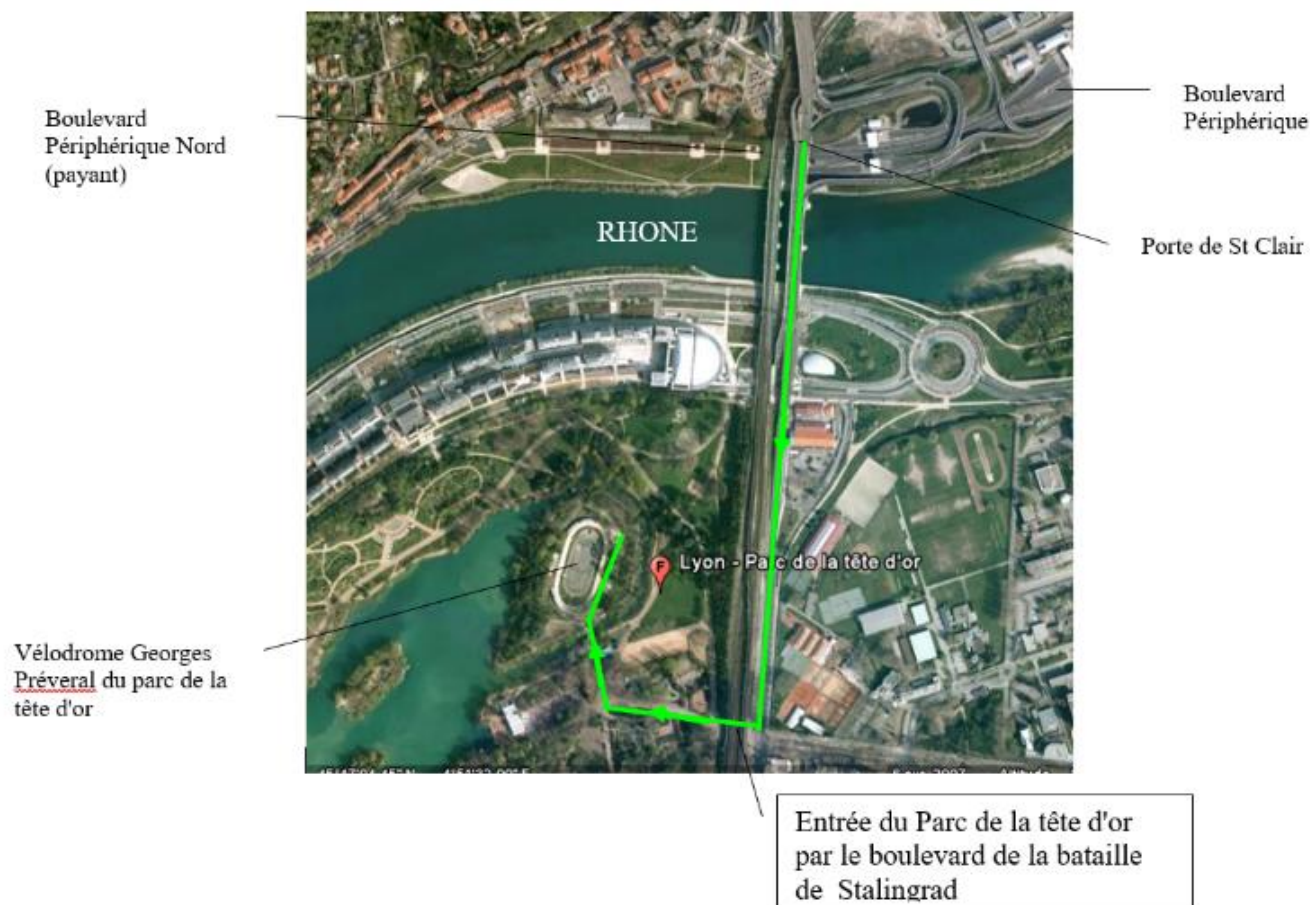 Boulevard
Périphérique Nord
(payant)
Boulevard
Périphérique
RHONE
Porte de St Clair
Lyon - Parc de la tête d'or
F
Vélodrome Georges
Préveral du parc de la
tête d'or
2007
Entrée du Parc de la tête d'or
par le boulevard de la bataille
de Stalingrad